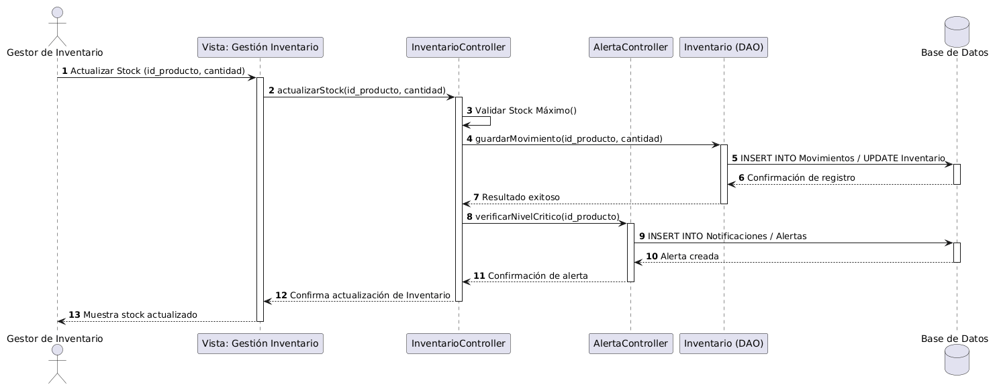 Gestor de Inventario
Vista: Gestión Inventario
InventarioController
AlertaController
Inventario (DAO)
Base de Datos
1 Actualizar Stock (id_producto, cantidad)
2 actualizarStock(id_producto, cantidad)
3 Validar Stock Máximo()
4 guardarMovimiento(id_producto, cantidad)
5 INSERT INTO Movimientos / UPDATE Inventario
6 Confirmación de registro
7 Resultado exitoso
8 verificarNivelCritico(id_producto)
9 INSERT INTO Notificaciones / Alertas
10 Alerta creada
11 Confirmación de alerta
12 Confirma actualización de Inventario
13 Muestra stock actualizado
Gestor de Inventario
Vista: Gestión Inventario
InventarioController
AlertaController
Inventario (DAO)
Base de Datos